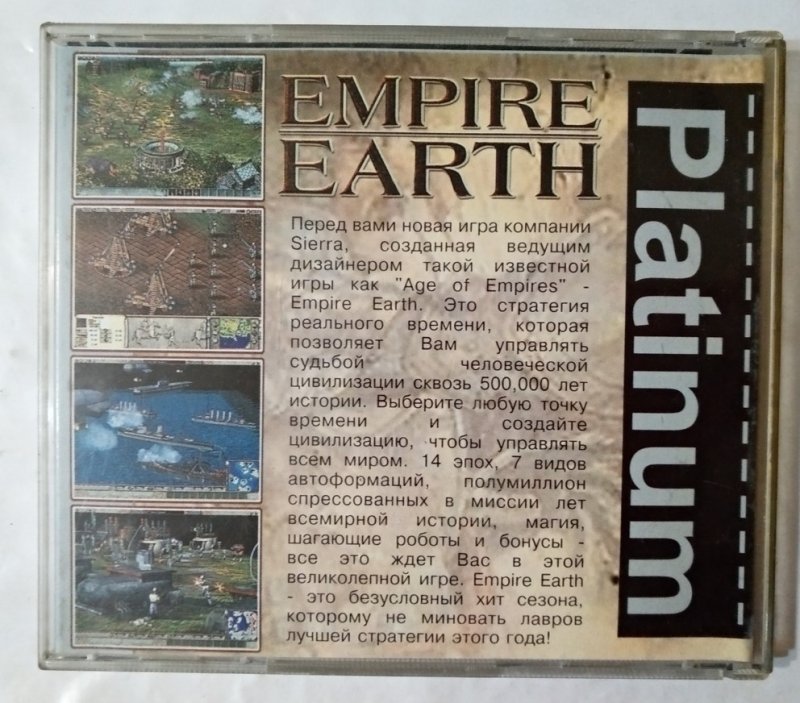 EMPIRE
EARTH
Перед вами новая игра компании
Sierra, созданная ведущим
дизайнером такой известной
игры как "Age of Empires" -
Empire Earth. Это стратегия
реального времени, которая
позволяет Вам управлять
судьбой человеческой
цивилизации сквозь 500,000 лет
истории. Выберите любую точку
времени и создайте
цивилизацию, чтобы управлять
всем миром. 14 эпох, 7 видов
автоформаций, полумиллион
спрессованных в миссии лет
всемирной истории, магия,
шагающие роботы и бонусы -
все это ждет Вас в этой
великолепной игре. Empire Earth
- это безусловный хит сезона,
которому не миновать лавров
лучшей стратегии этого года!
Platinum